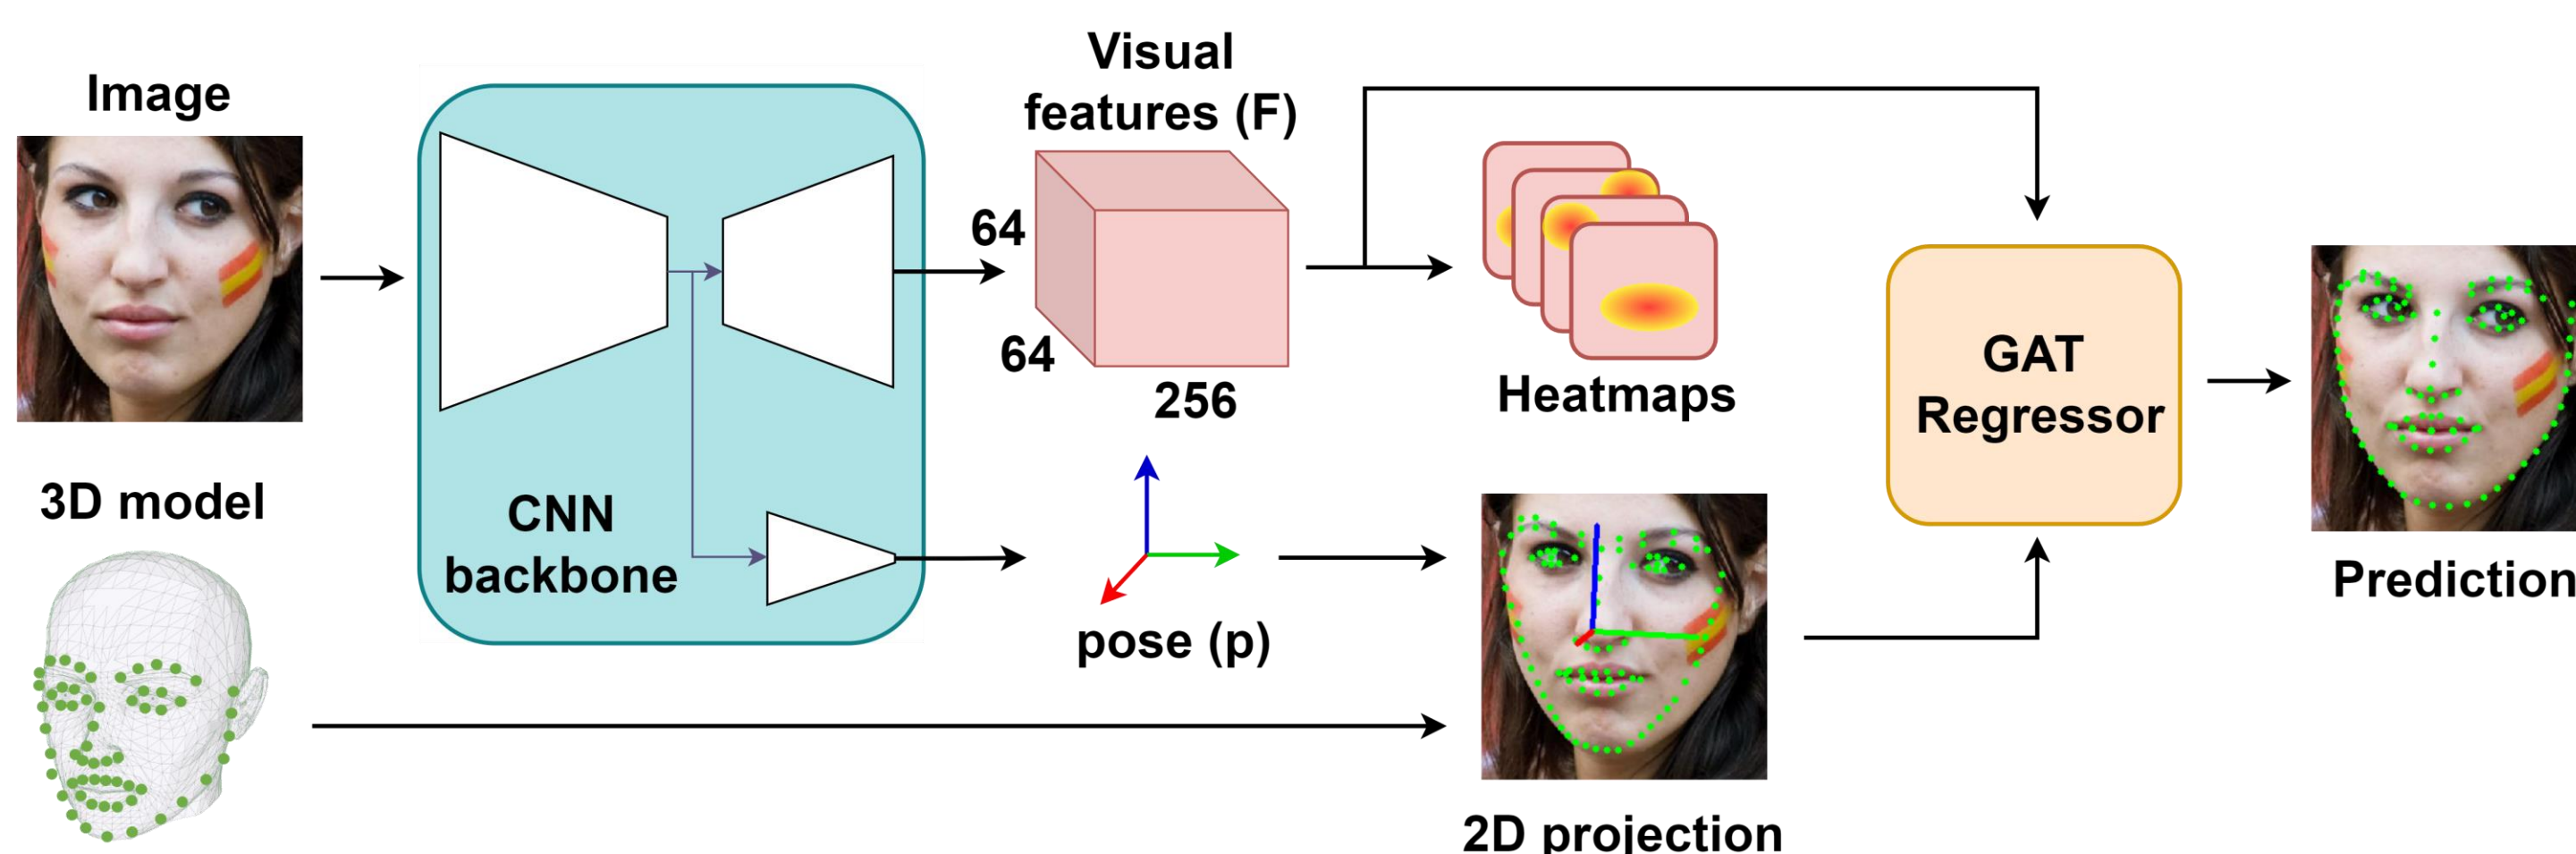 Image
3D model
CNN
backbone
Visual
features (F)
64
64
256
pose (p)
Heatmaps
2D projection
GAT
Regressor
Prediction